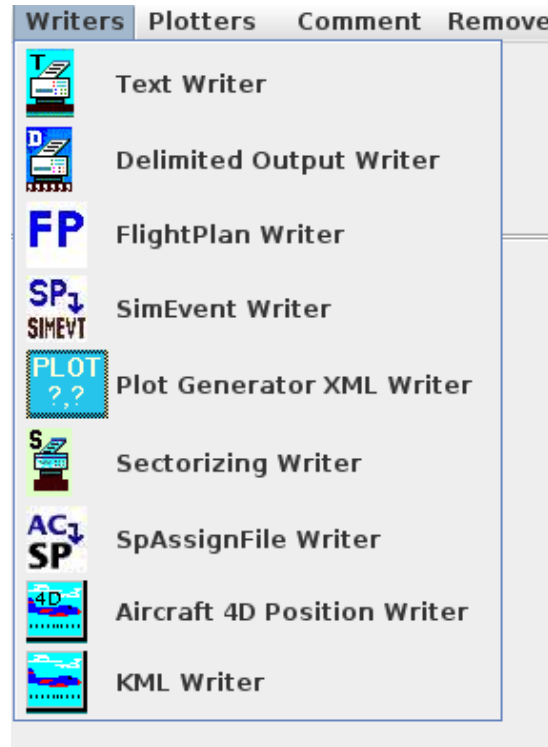 Writers Plotters Comment Remove
T
Text Writer
D
Delimited Output Writer
FP
FlightPlan Writer
SP
SIMEVT
SimEvent Writer
PLOT
?,?
Plot Generator XML Writer
S
Sectorizing Writer
AC
SP
SpAssignFile Writer
4D
Aircraft 4D Position Writer
KML Writer